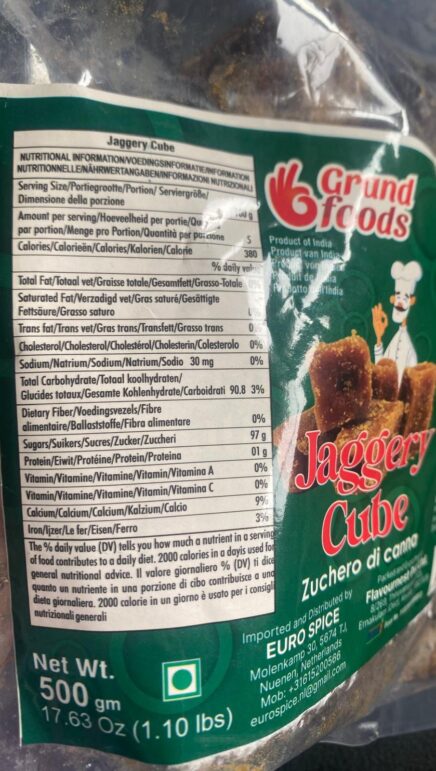 Jaggery Cube
NUTRITIONAL INFORMATION/VOEDINGSINFORMATIE/INFORMATION
NUTRITIONNELLE/NÄHRWERTANGABEN/INFORMAZIONI NUTRIZIONALI
Serving Size/Portiegrootte/Portion/ Serviergröße/
Dimensione della porzione
Amount per serving/Hoeveelheid per portie/
par portion/Menge pro Portion/Quantità per porzione 5
Calories/Calorieën/Calories/Kalorien/Calorie 380
% daily
Total Fat/Totaal vet/Graisse totale/Gesamtfett/Grasso-Totale
Saturated Fat/Verzadigd vet/Gras saturé/Gesättigte
Fettsäure/Grasso saturo
Trans fat/Trans vet/Gras trans/Transfett/Grasso trans
Cholesterol/Cholesterol/Cholestérol/Cholesterin/Colesterolo 0%
Sodium/Natrium/Sodium/Natrium/Sodio 30 mg 0%
Total Carbohydrate/Totaal koolhydraten/
Glucides totaux/Gesamte Kohlenhydrate/Carboidrati 90.8 3%
Dietary Fiber/Voedingsvezels/Fibre
alimentaire/Ballaststoffe/Fibra alimentare 0%
Sugars/Suikers/Sucres/Zucker/Zuccheri 97 g
Protein/Eiwit/Protéine/Protein/Proteina 01 g
Vitamin/Vitamine/Vitamine/Vitamin/Vitamina A 0%
Vitamin/Vitamine/Vitamine/Vitamin/Vitamina C 0%
Calcium/Calcium/Calcium/Kalzium/Calcio 9%
Iron/Ijzer/Le fer/Eisen/Ferro 3%
The % daily value (DV) tells you how much a nutrient in a serving
of food contributes to a daily diet. 2000 calories in a days used for
general nutritional advice. Il valore giornaliero % (DV) ti dice
quanto un nutriente in una porzione di cibo contribuisce a una
dieta giornaliera. 2000 calorie in un giorno è usato per i consigli
nutrizionali generali
Net Wt.
500 gm
17.63 Oz (1.10 lbs)
Grand
foods
Product of India
Product van India
Jaggery
Cube
Zuchero di canna
Imported and Distributed by
EURO SPICE
Molenkamp 30, 5674 TJ,
Nuenen, Netherlands
Mob: +31615200586
eurospice.nl@gmail.com